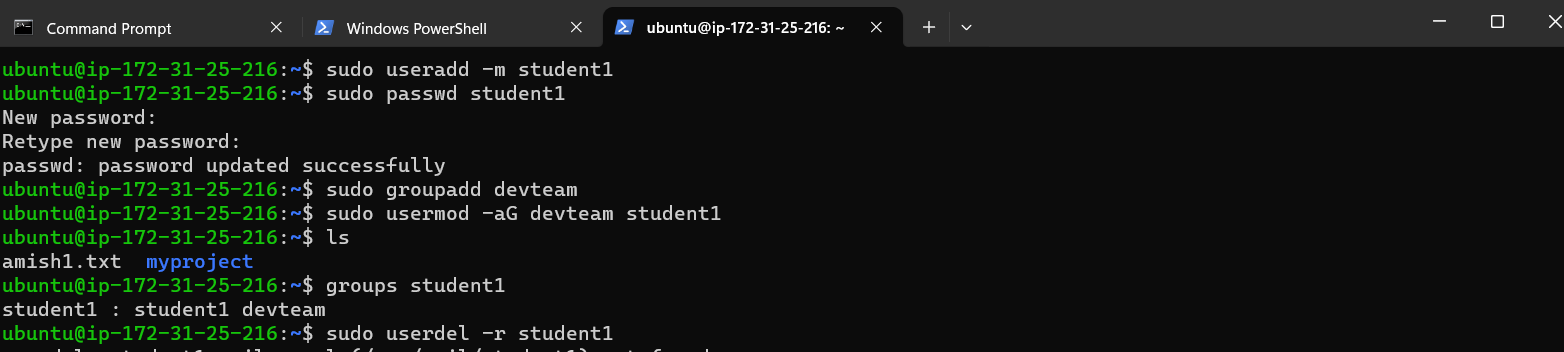 Command Prompt
Windows PowerShell
ubuntu@ip-172-31-25-216: ~
ubuntu@ip-172-31-25-216:~$ sudo useradd -m student1
ubuntu@ip-172-31-25-216:~$ sudo passwd student1
New password:
Retype new password:
passwd: password updated successfully
ubuntu@ip-172-31-25-216:~$ sudo groupadd devteam
ubuntu@ip-172-31-25-216:~$ sudo usermod -aG devteam student1
ubuntu@ip-172-31-25-216:~$ ls
amish1.txt  myproject
ubuntu@ip-172-31-25-216:~$ groups student1
student1 : student1 devteam
ubuntu@ip-172-31-25-216:~$ sudo userdel -r student1